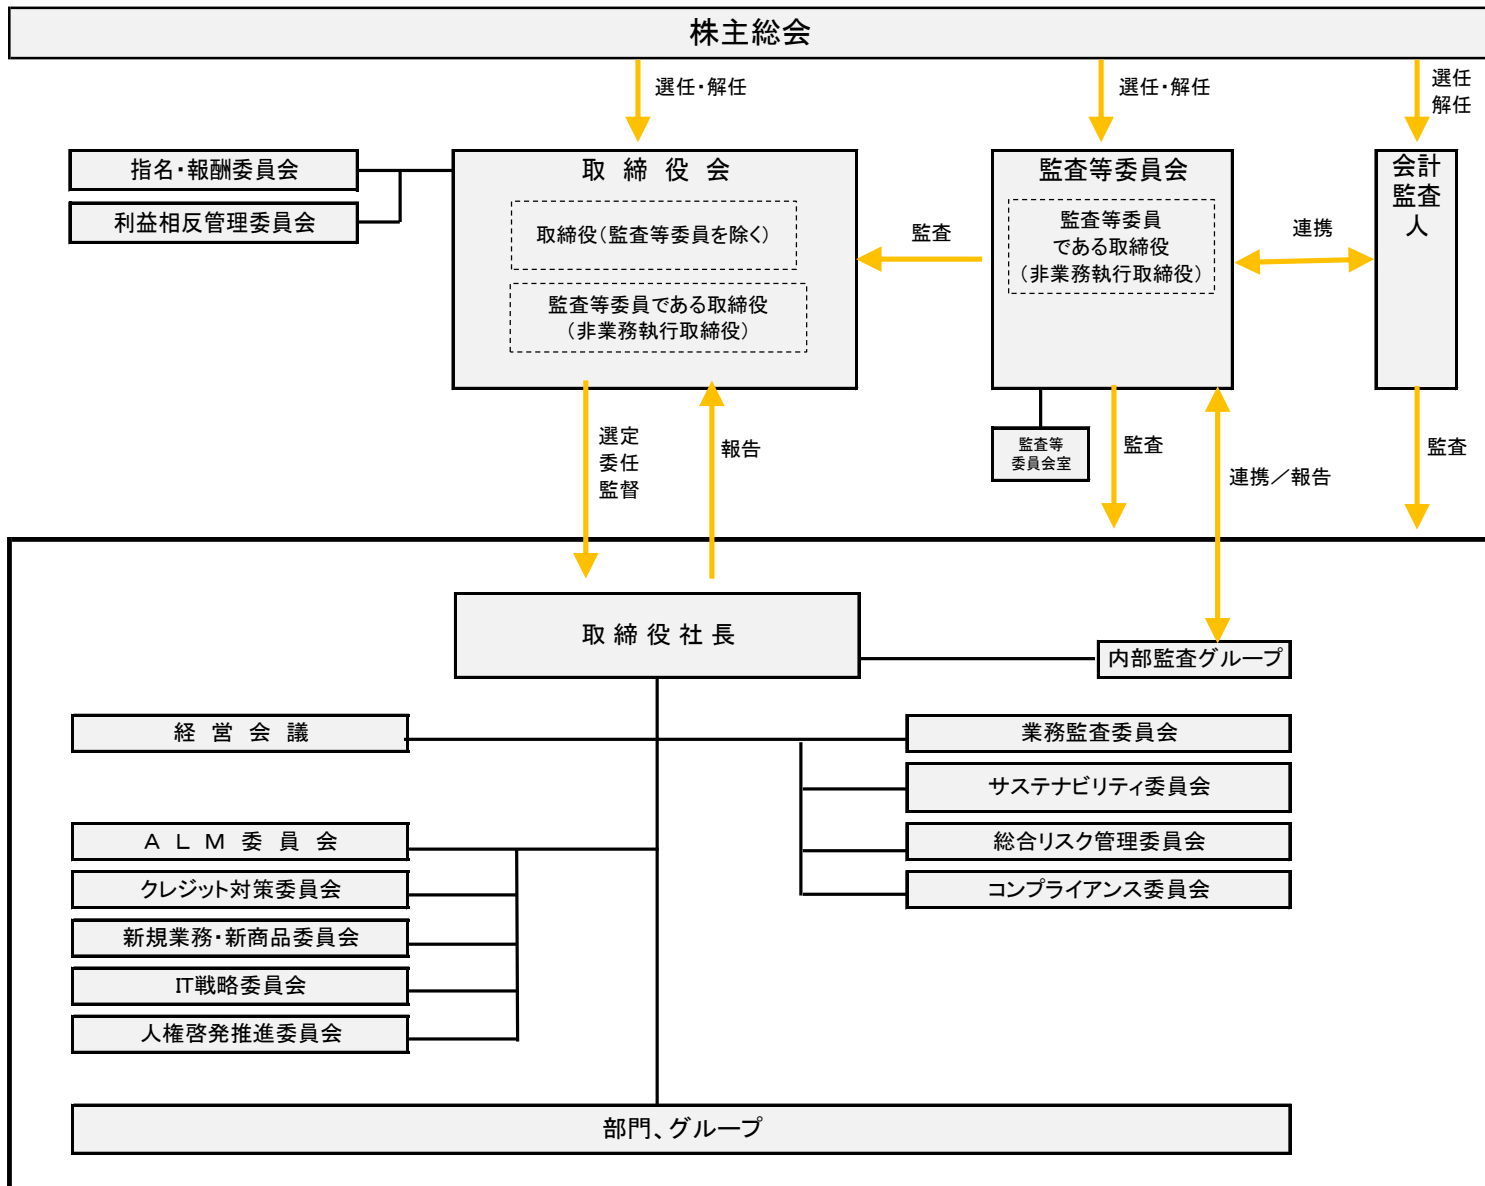 株主総会
選任・解任
選任・解任
選任
解任
指名・報酬委員会
利益相反管理委員会
取 締 役 会
取締役（監査等委員を除く）
監査等委員である取締役
（非業務執行取締役）
監査
監査等委員会
監査等委員
である取締役
（非業務執行取締役）
連携
会計
監査
人
選定
委任
監督
報告
監査等
委員会室
監査
連携／報告
監査
取 締 役 社 長
内部監査グループ
経 営 会 議
業務監査委員会
サステナビリティ委員会
総合リスク管理委員会
コンプライアンス委員会
Ａ Ｌ Ｍ 委 員 会
クレジット対策委員会
新規業務・新商品委員会
IT戦略委員会
人権啓発推進委員会
部門、グループ